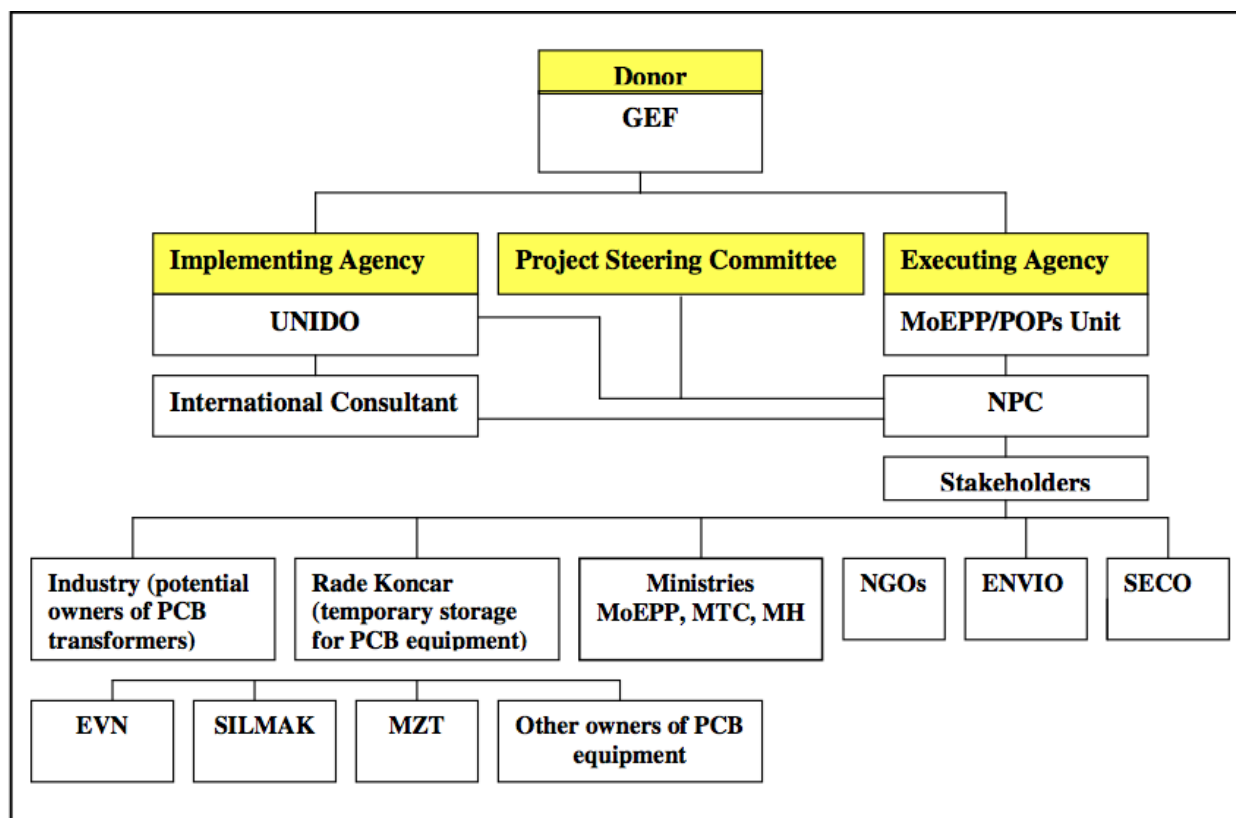 Donor
GEF
Implementing Agency
UNIDO
International Consultant
Project Steering Committee
Executing Agency
MoEPP/POPs Unit
NPC
Stakeholders
Industry (potential
owners of PCB
transformers)
Rade Koncar
(temporary storage
for PCB equipment)
Ministries
MoEPP, MTC, MH
NGOs
ENVIO
SECO
EVN
SILMAK
MZT
Other owners of PCB
equipment